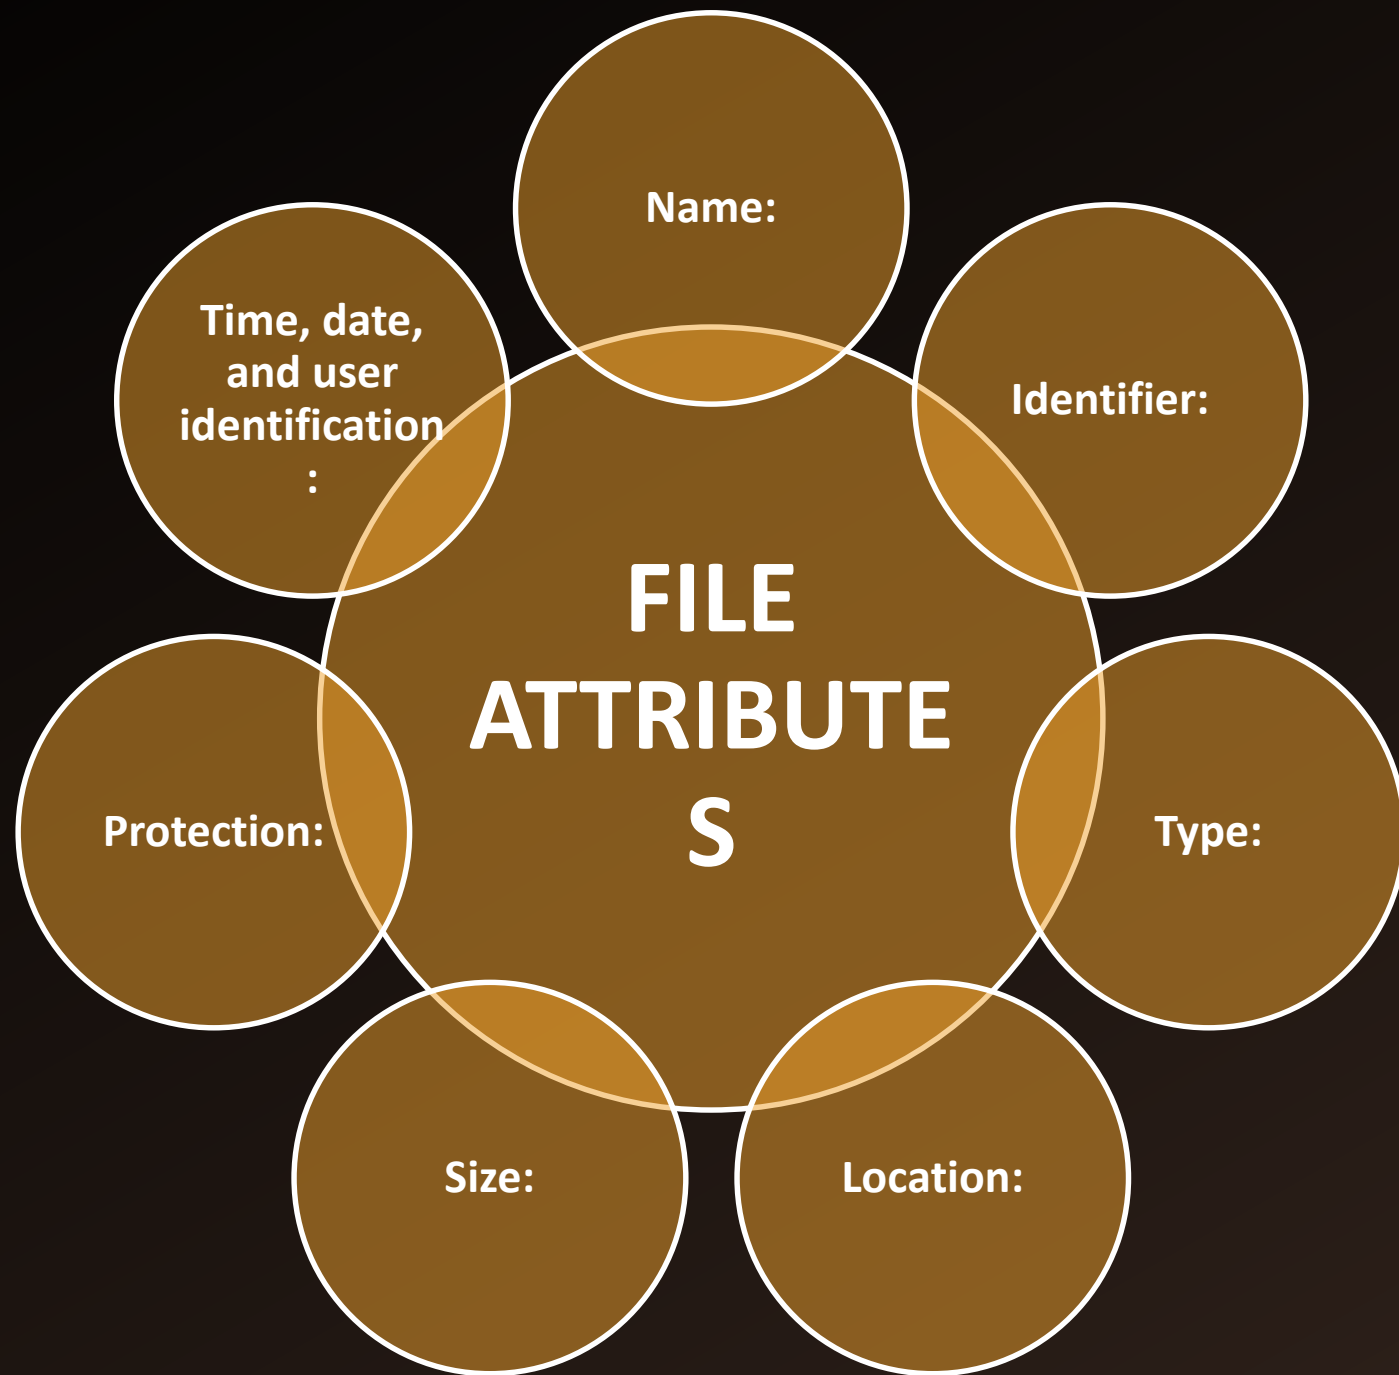 Name:
Identifier:
Type:
Location:
Size:
Protection:
Time, date,
and user
identification
:
FILE
ATTRIBUTE
S